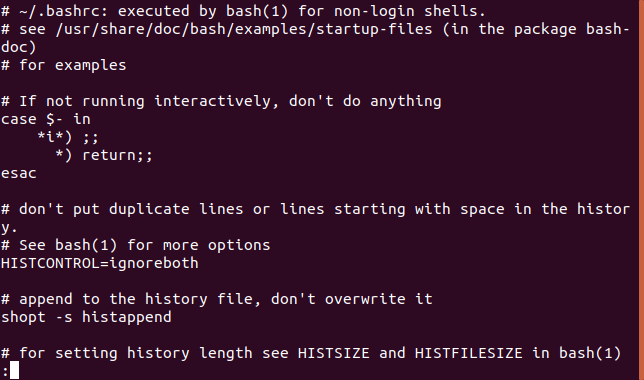 # ~/.bashrc: executed by bash(1) for non-login shells.
# see /usr/share/doc/bash/examples/startup-files (in the package bash-
doc)
# for examples

# If not running interactively, don't do anything
case $- in
    *i*) ;;
      *) return;;
esac

# don't put duplicate lines or lines starting with space in the histor
y.
# See bash(1) for more options
HISTCONTROL=ignoreboth

# append to the history file, don't overwrite it
shopt -s histappend

# for setting history length see HISTSIZE and HISTFILESIZE in bash(1)
: